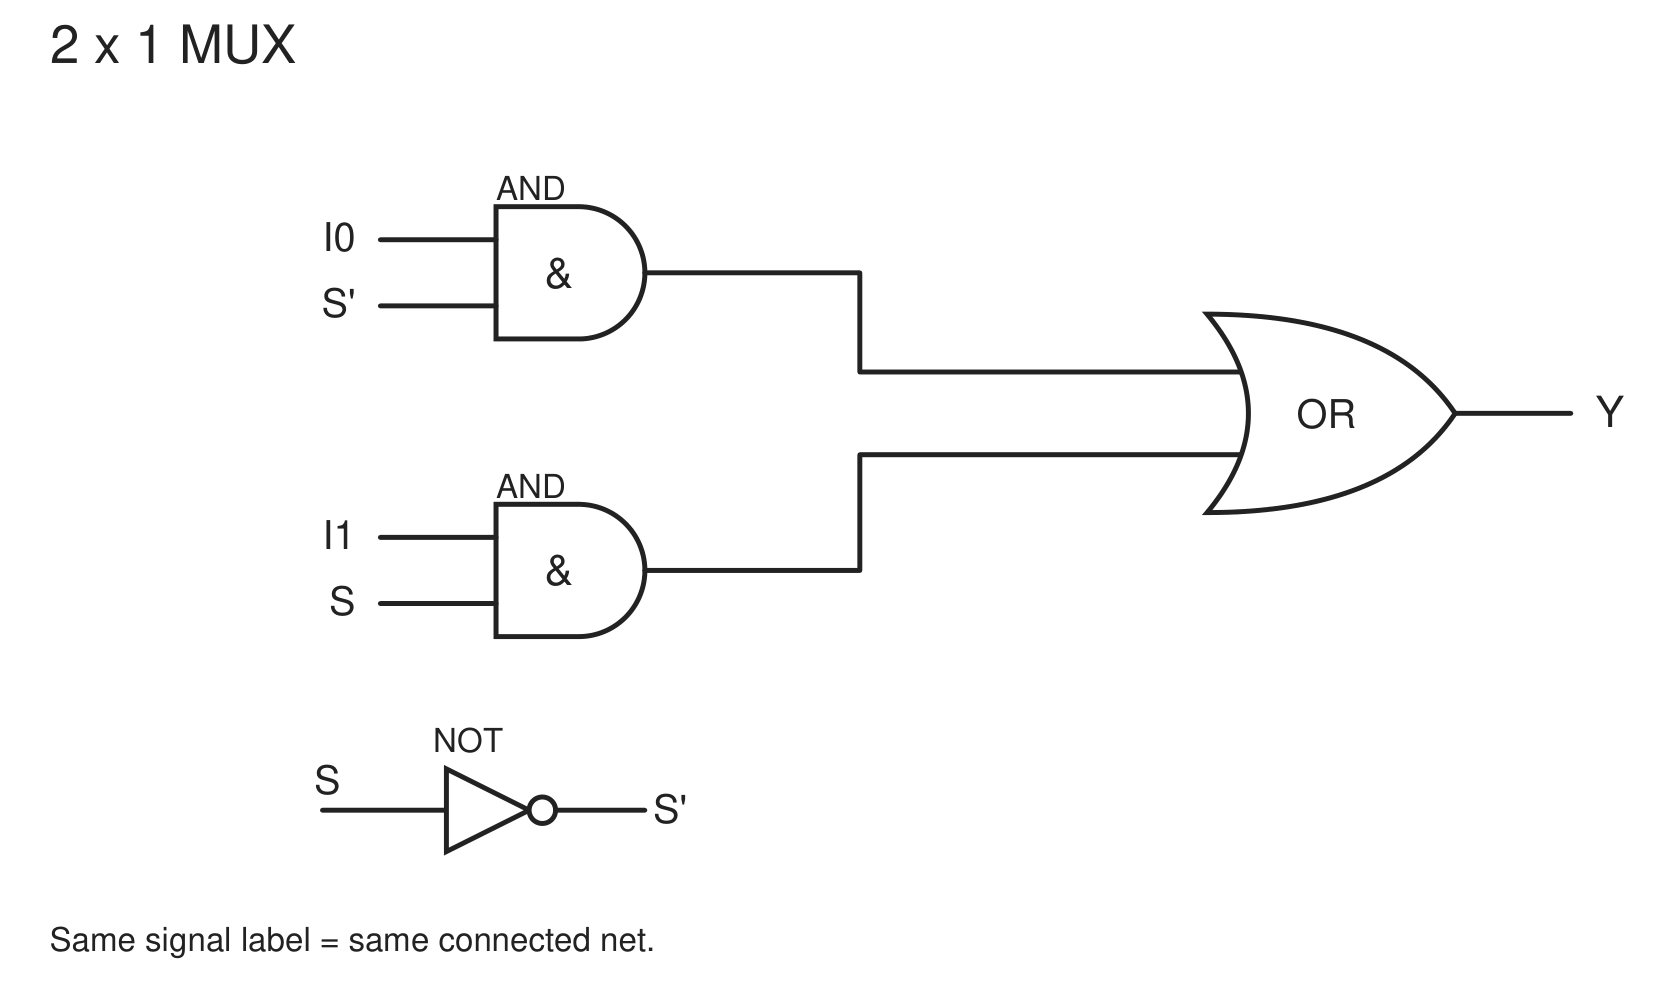 2 x 1 MUX
AND
I0
S'
&
OR
Y
AND
I1
S
&
NOT
S
S'
Same signal label = same connected net.